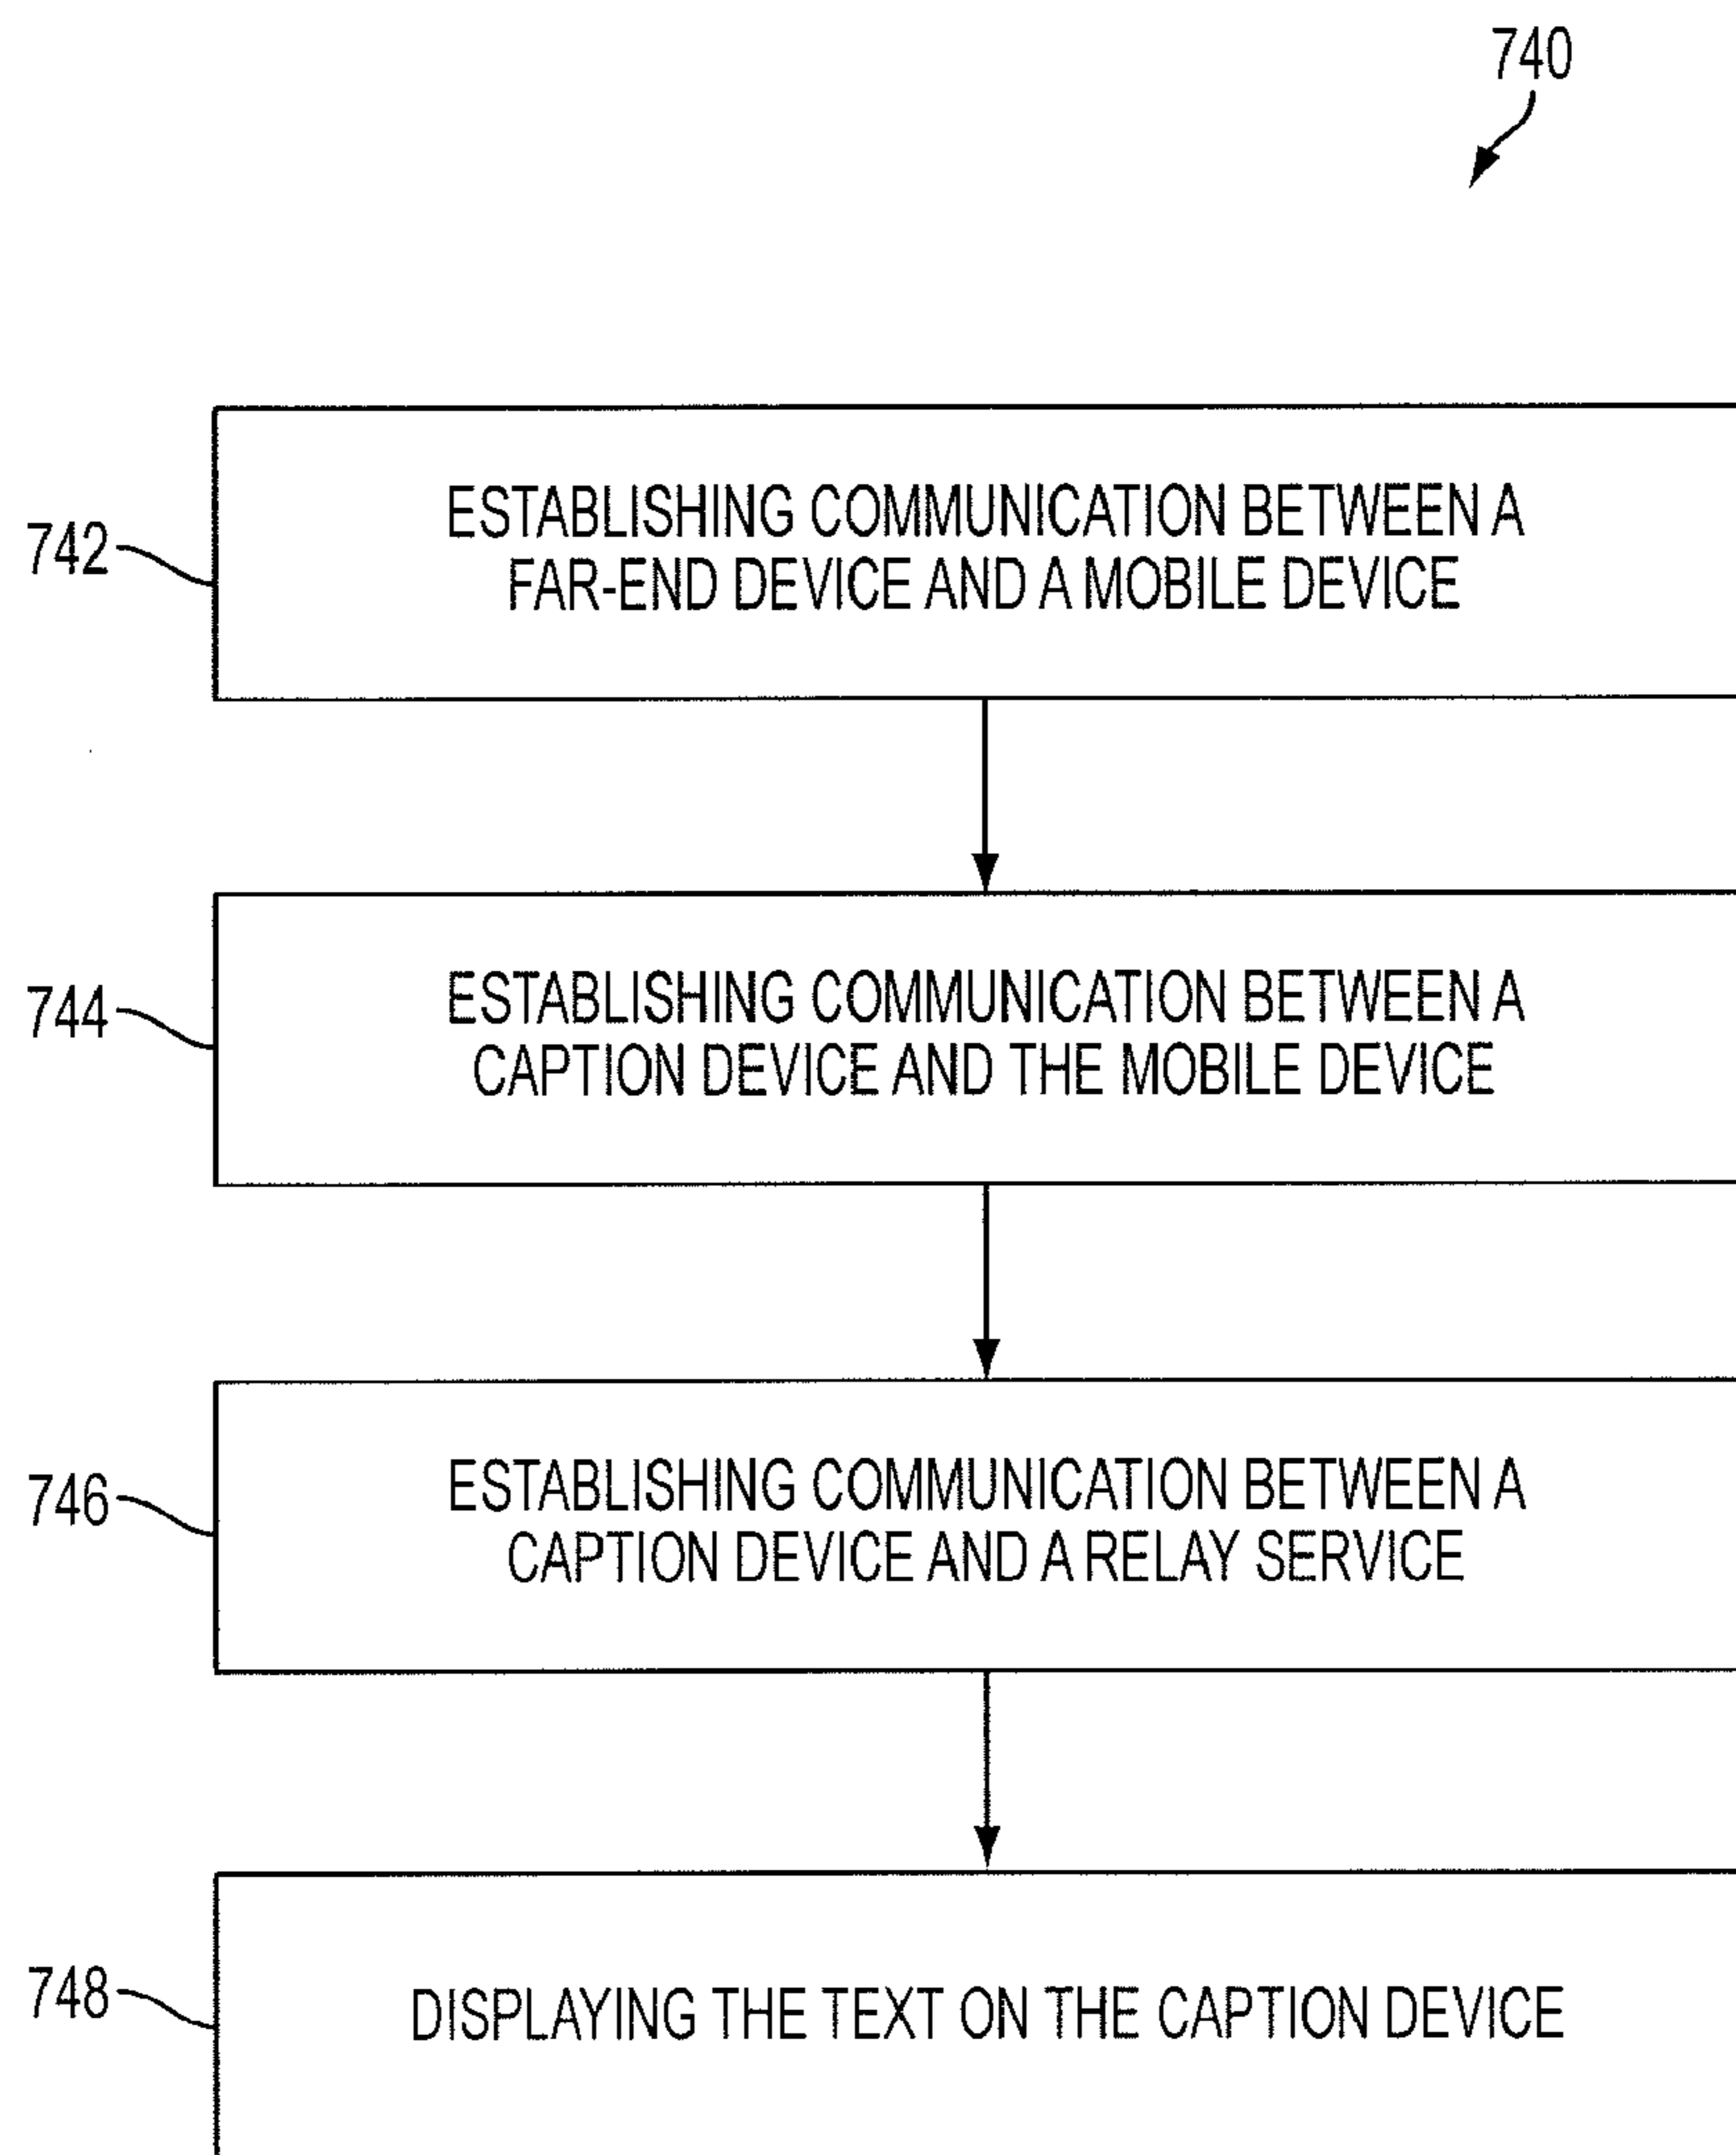 740
742
ESTABLISHING COMMUNICATION BETWEEN A
FAR-END DEVICE AND A MOBILE DEVICE
744
ESTABLISHING COMMUNICATION BETWEEN A
CAPTION DEVICE AND THE MOBILE DEVICE
746
ESTABLISHING COMMUNICATION BETWEEN A
CAPTION DEVICE AND A RELAY SERVICE
748
DISPLAYING THE TEXT ON THE CAPTION DEVICE